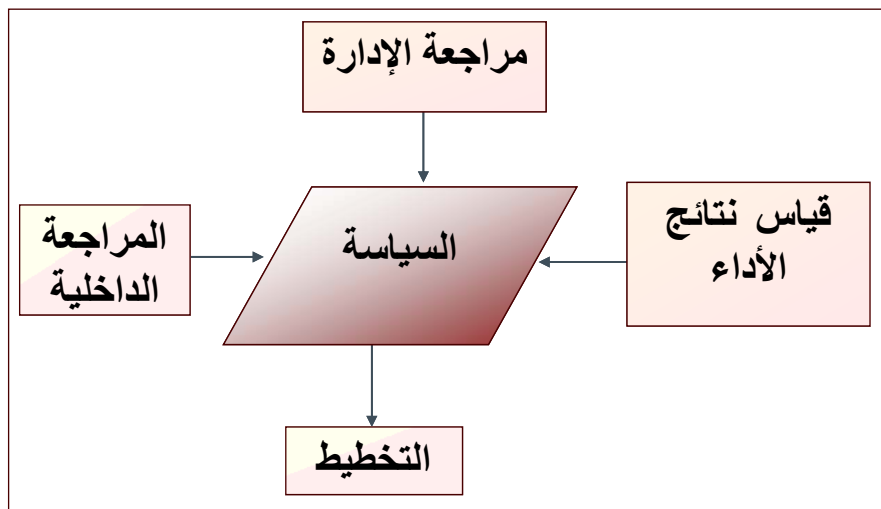 مراجعة الإدارة
قياس نتائج
الأداء
السياسة
المراجعة
الداخلية
التخطيط